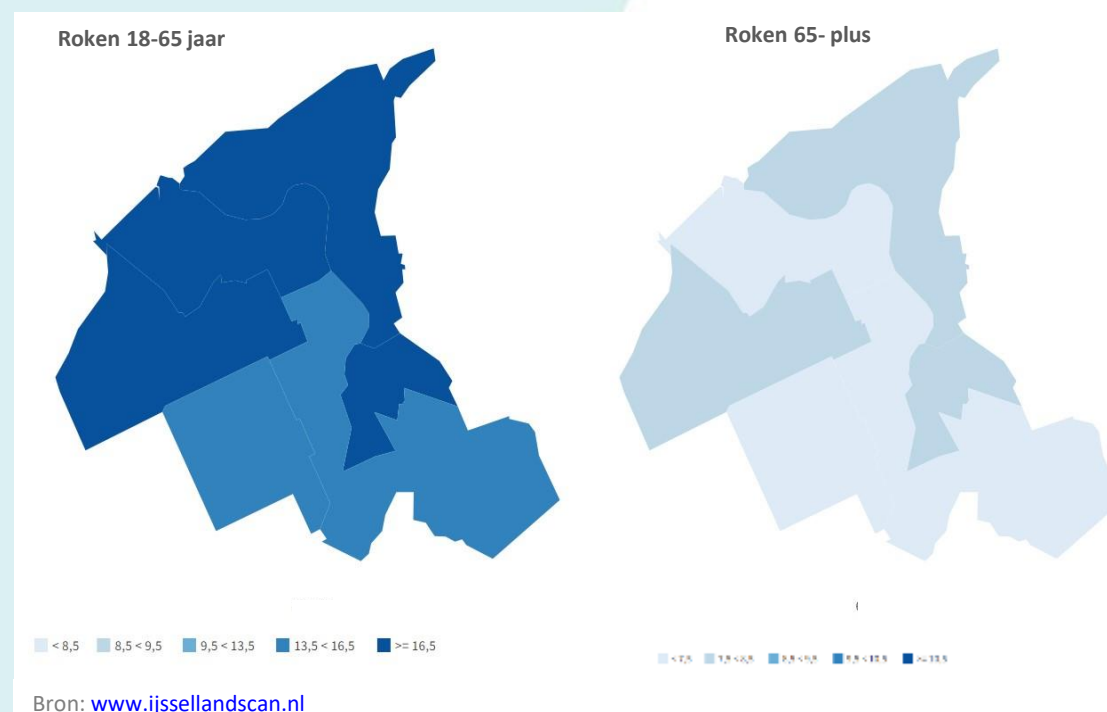 Roken 18-65 jaar
Roken 65- plus
< 8,5 8,5 < 9,5 9,5 < 13,5 13,5 < 16,5 >= 16,5
Bron: www.ijssellandscan.nl